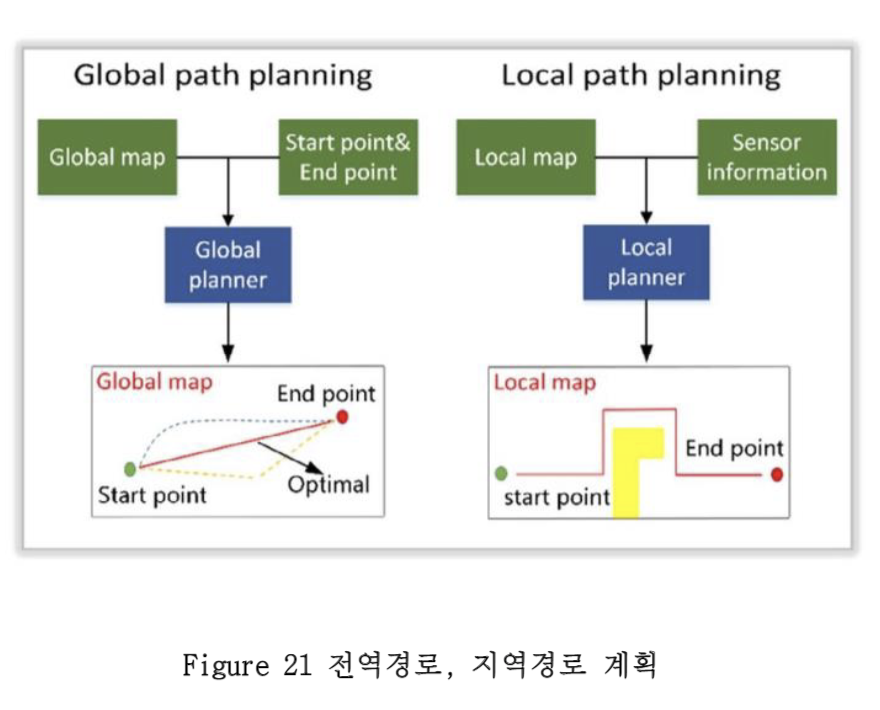 Global path planning
Global map
Start point&
End point
Global
planner
Global map
End point
Start point
Optimal
Local path planning
Local map
Sensor
information
Local
planner
Local map
End point
start point
Figure 21 전역경로, 지역경로 계획